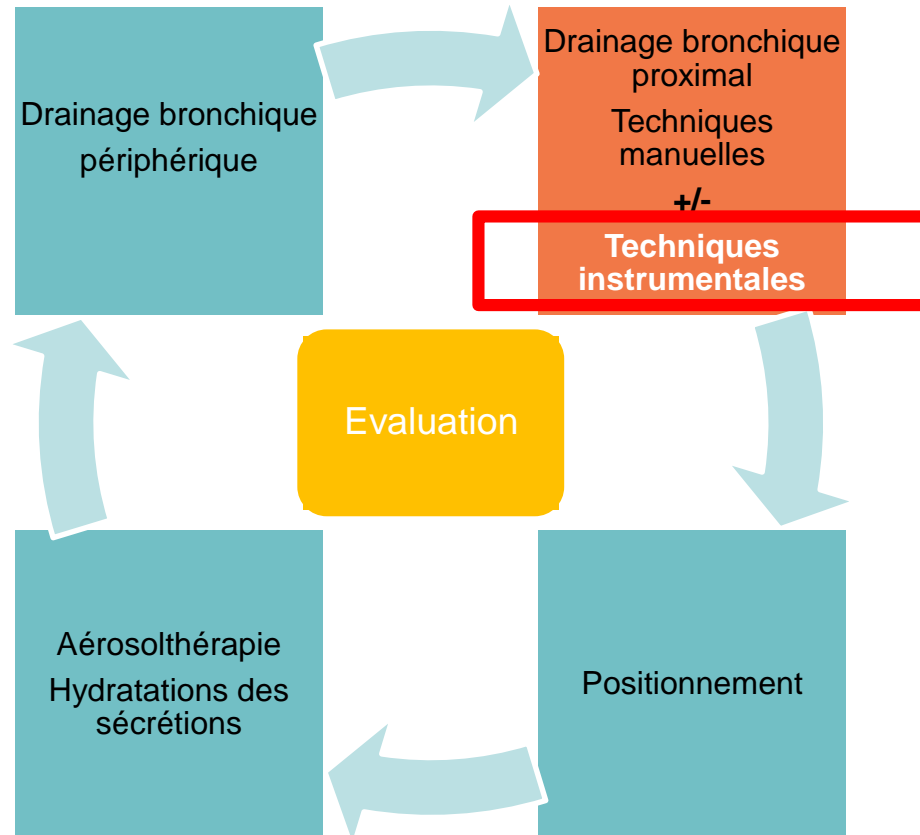 Drainage bronchique
périphérique
Drainage bronchique
proximal
Techniques
manuelles
+/-
Techniques
instrumentales
Evaluation
Aérosolthérapie
Hydratations des
sécrétions
Positionnement